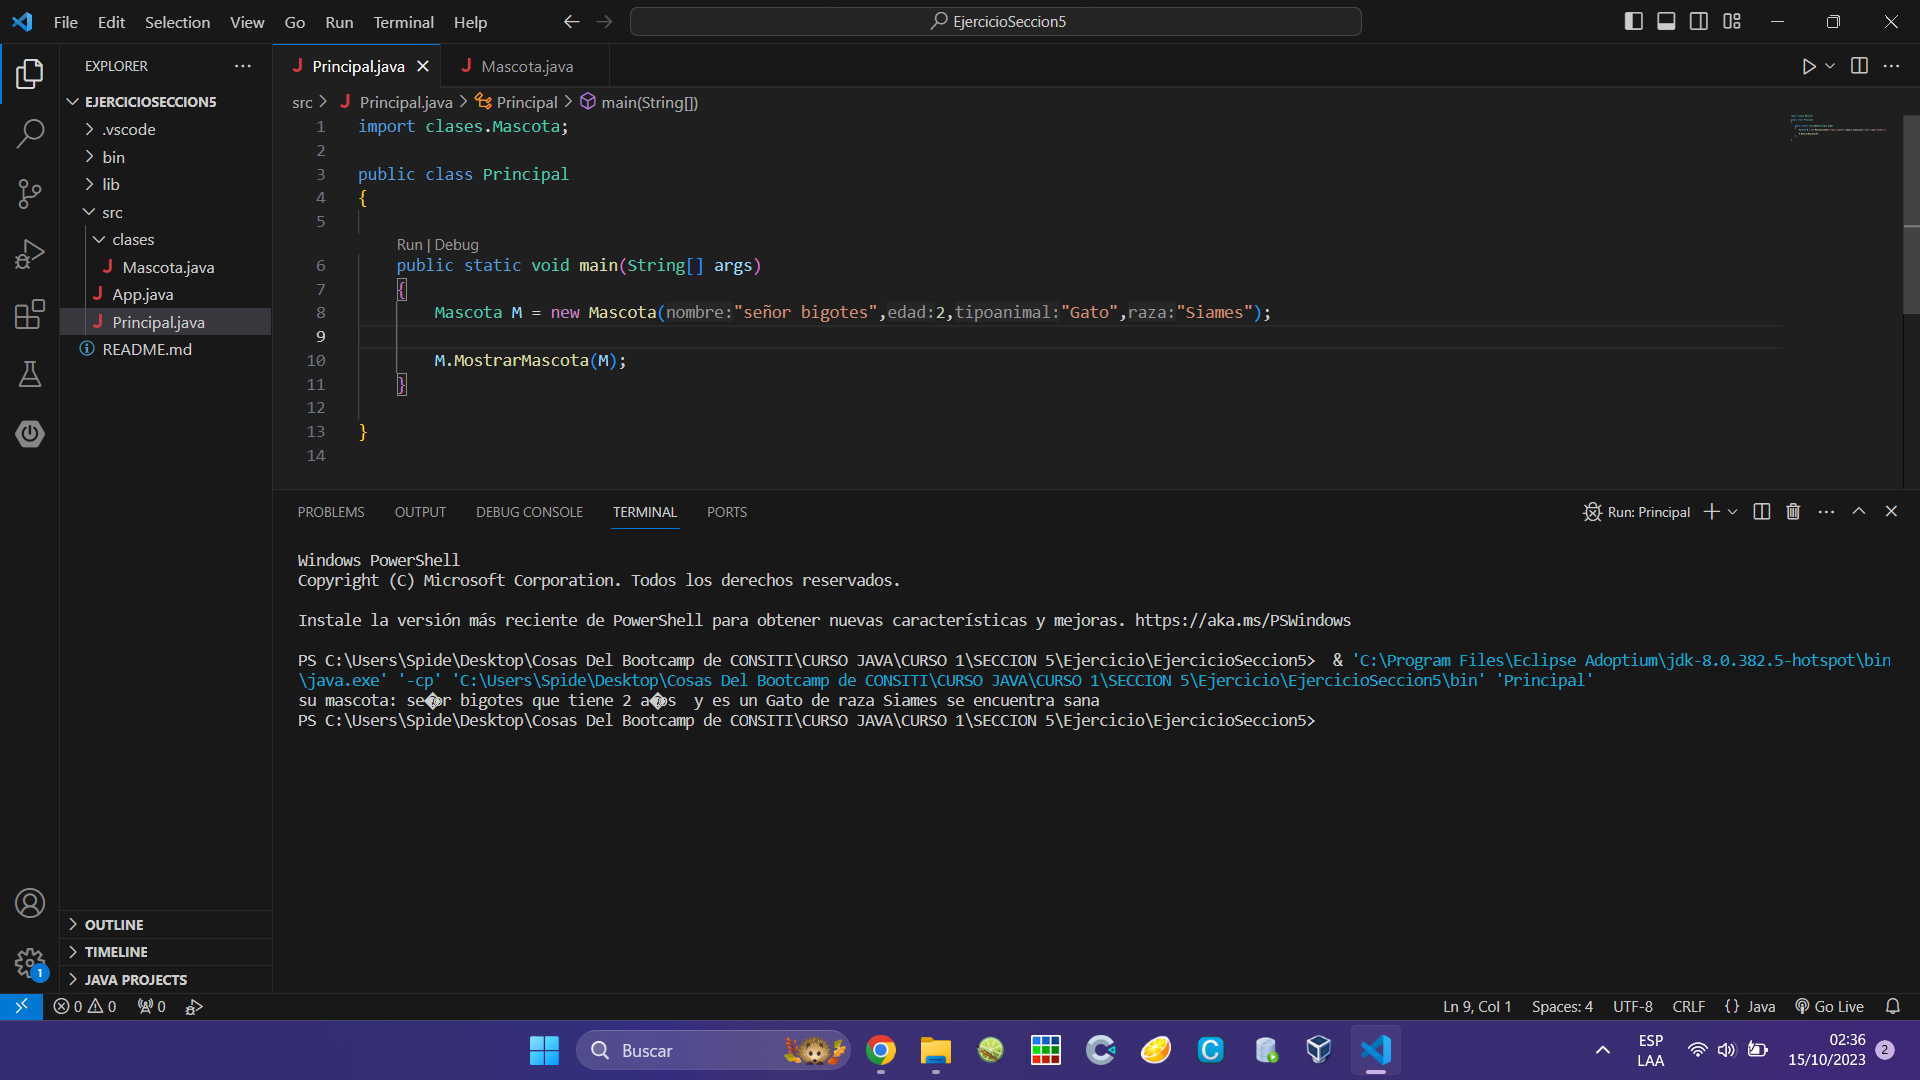 File Edit Selection View Go Run Terminal Help
EjercicioSeccion5
EXPLORER
Principal.java
Mascota.java
EJERCICIOSECCION5
.vscode
bin
lib
src
clases
Mascota.java
App.java
Principal.java
README.md
src > Principal.java > Principal > main(String[])
1 import clases.Mascota;
2
3 public class Principal
4 {
5
Run | Debug
6 public static void main(String[] args)
7 {
8 Mascota M = new Mascota(nombre:"señor bigotes",edad:2,tipoanimal:"Gato",raza:"Siames");
9
10 M.MostrarMascota(M);
11 }
12
13 }
14
PROBLEMS OUTPUT DEBUG CONSOLE TERMINAL PORTS
Run: Principal
Windows PowerShell
Copyright (C) Microsoft Corporation. Todos los derechos reservados.
Instale la versión más reciente de PowerShell para obtener nuevas características y mejoras. https://aka.ms/PSWindows
PS C:\Users\Spide\Desktop\Cosas Del Bootcamp de CONSITI\CURSO JAVA\CURSO 1\SECCION 5\Ejercicio\EjercicioSeccion5>  & 'C:\Program Files\Eclipse Adoptium\jdk-8.0.382.5-hotspot\bin
\java.exe' '-cp' 'C:\Users\Spide\Desktop\Cosas Del Bootcamp de CONSITI\CURSO JAVA\CURSO 1\SECCION 5\Ejercicio\EjercicioSeccion5\bin' 'Principal'
su mascota: se�or bigotes que tiene 2 a�os  y es un Gato de raza Siames se encuentra sana
PS C:\Users\Spide\Desktop\Cosas Del Bootcamp de CONSITI\CURSO JAVA\CURSO 1\SECCION 5\Ejercicio\EjercicioSeccion5>
OUTLINE
TIMELINE
JAVA PROJECTS
1
0 0 0
Ln 9, Col 1 Spaces: 4 UTF-8 CRLF {} Java Go Live
Buscar
ESP
LAA
02:36
15/10/2023
2